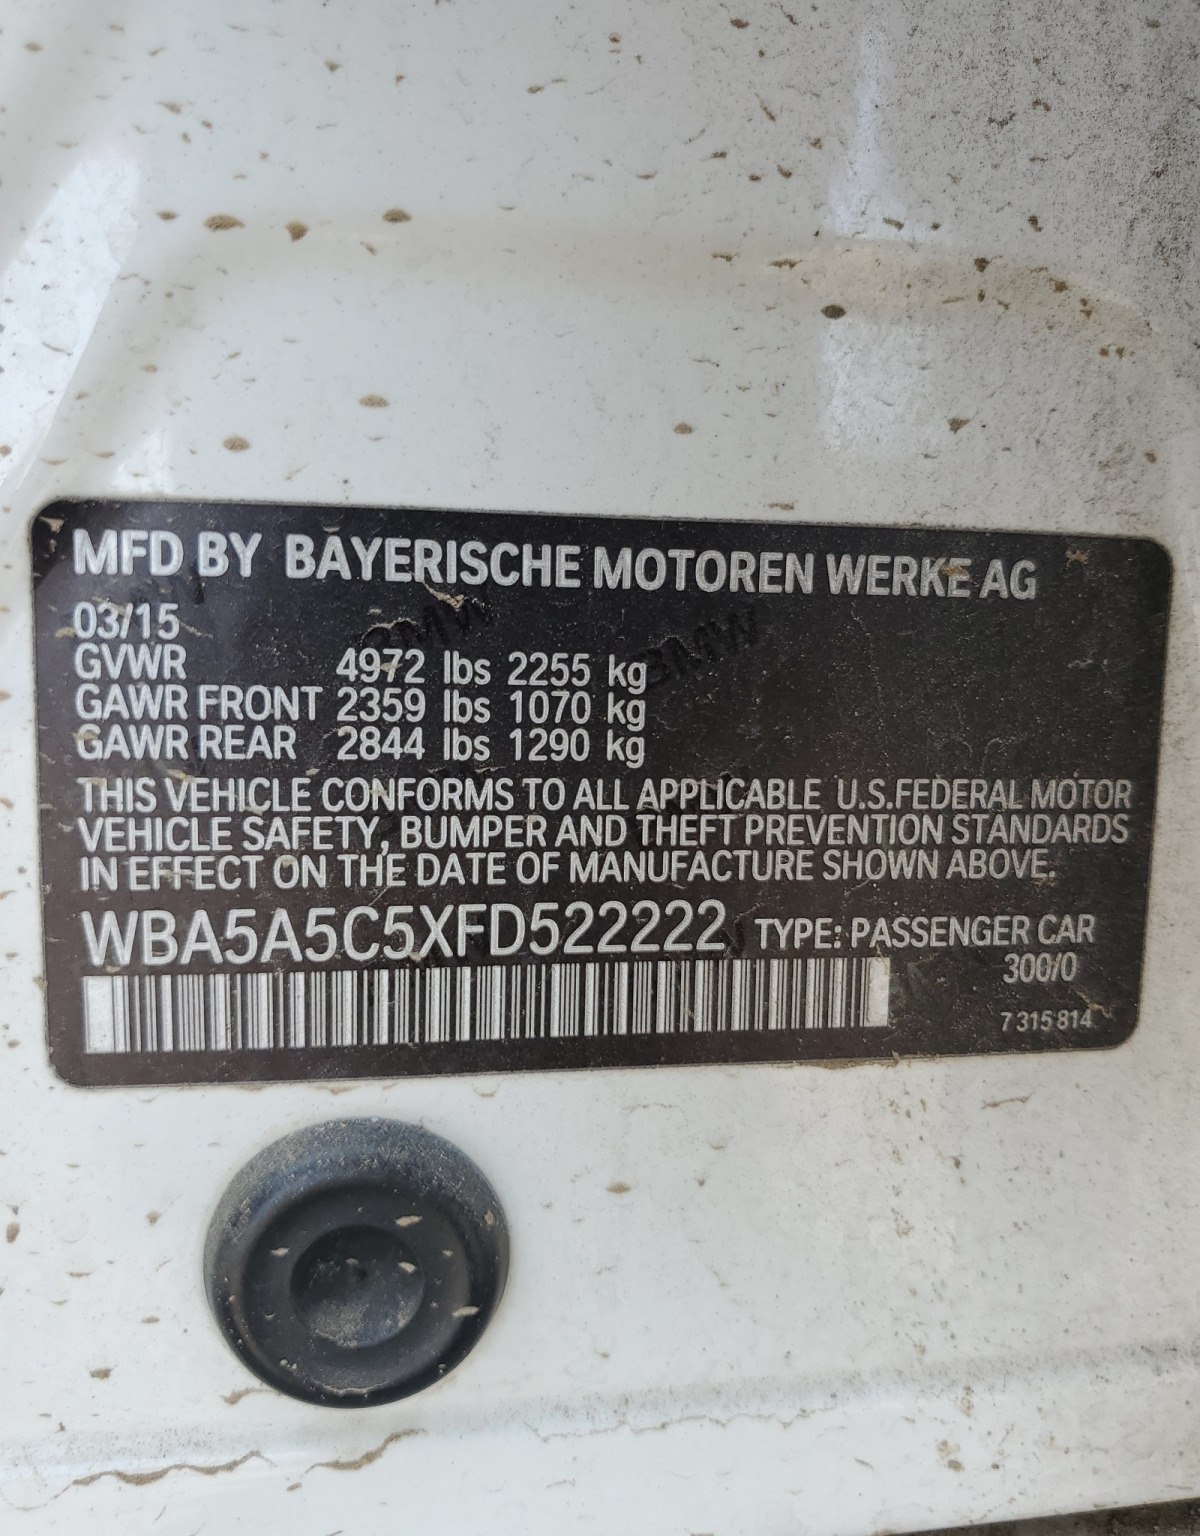 MFD BY BAYERISCHE MOTOREN WERKE AG
03/15
GVWR 4972 lbs 2255 kg
GAWR FRONT 2359 lbs 1070 kg
GAWR REAR 2844 lbs 1290 kg
THIS VEHICLE CONFORMS TO ALL APPLICABLE U.S.FEDERAL MOTOR
VEHICLE SAFETY, BUMPER AND THEFT PREVENTION STANDARDS
IN EFFECT ON THE DATE OF MANUFACTURE SHOWN ABOVE.
WBA5A5C5XFD522222 TYPE: PASSENGER CAR
300/0
7 315 814